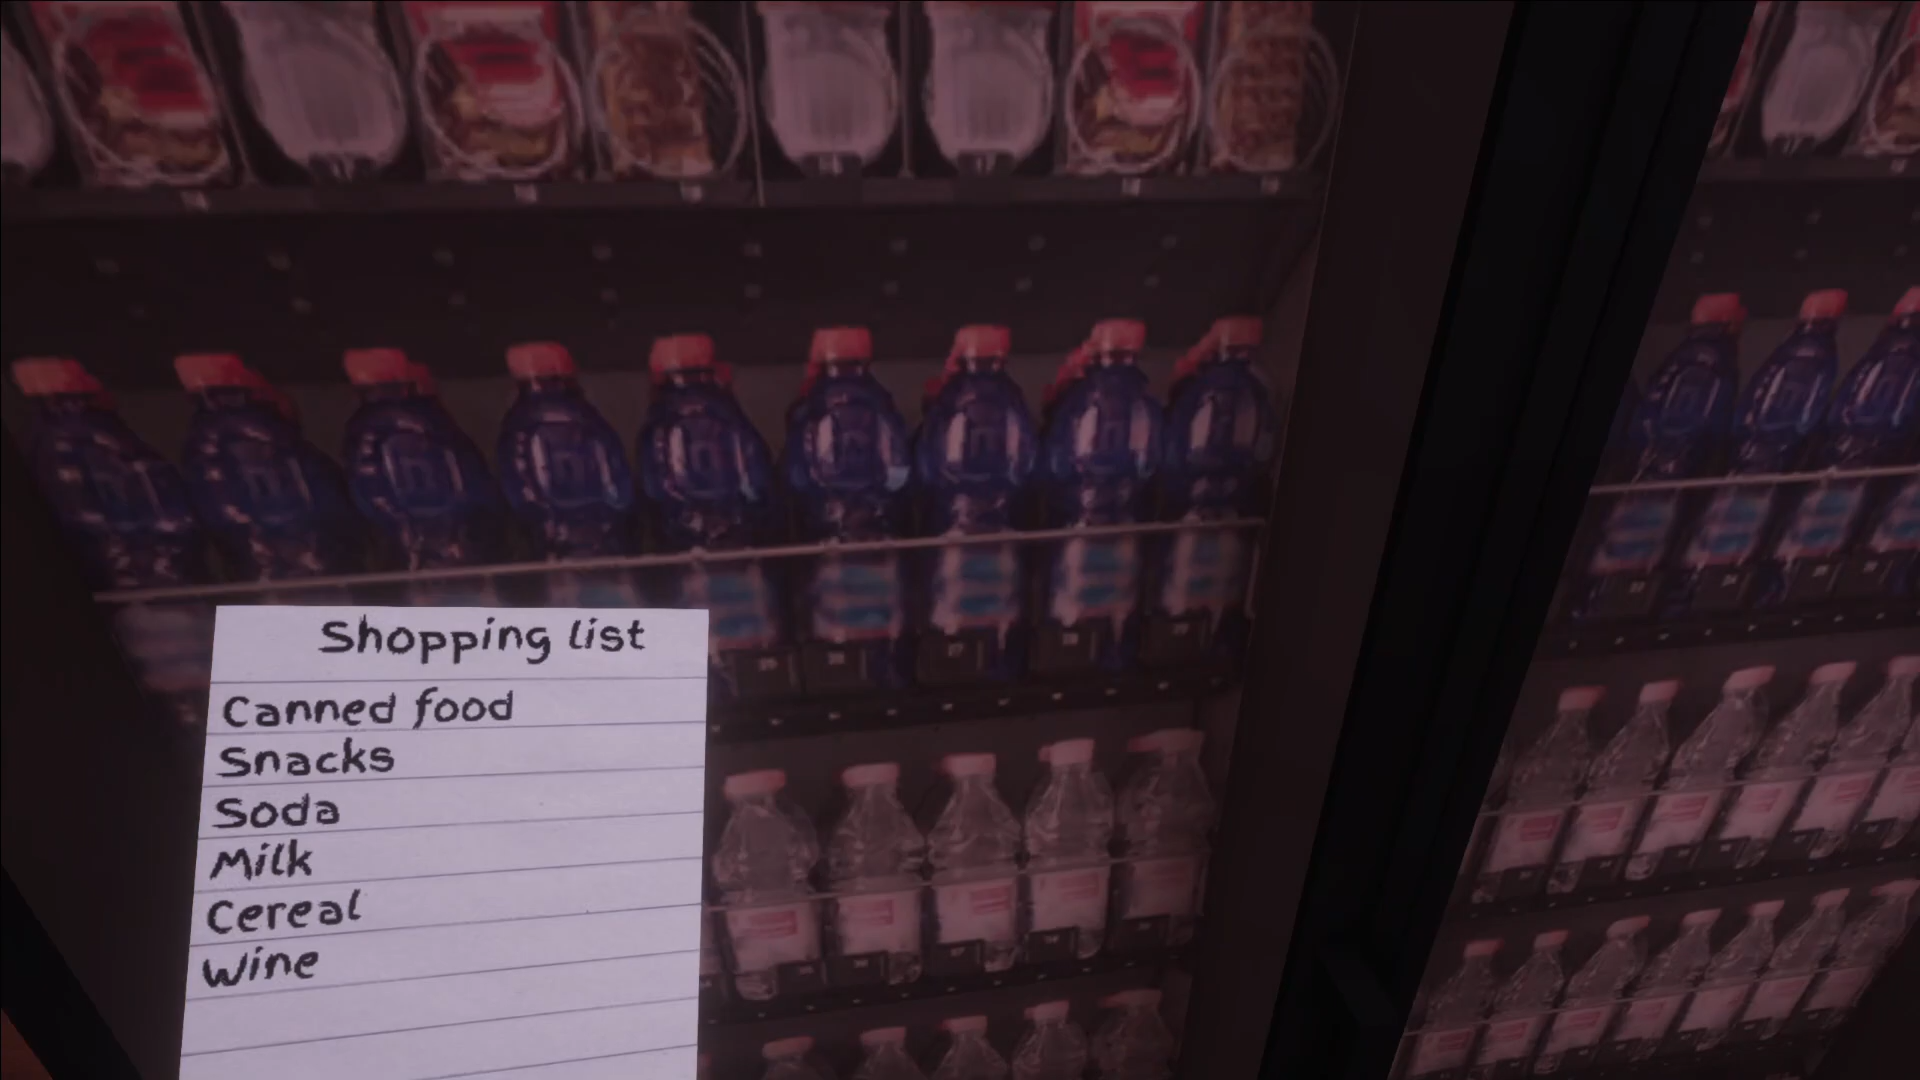 Shopping list
Canned food
Snacks
Soda
Milk
Cereal
Wine